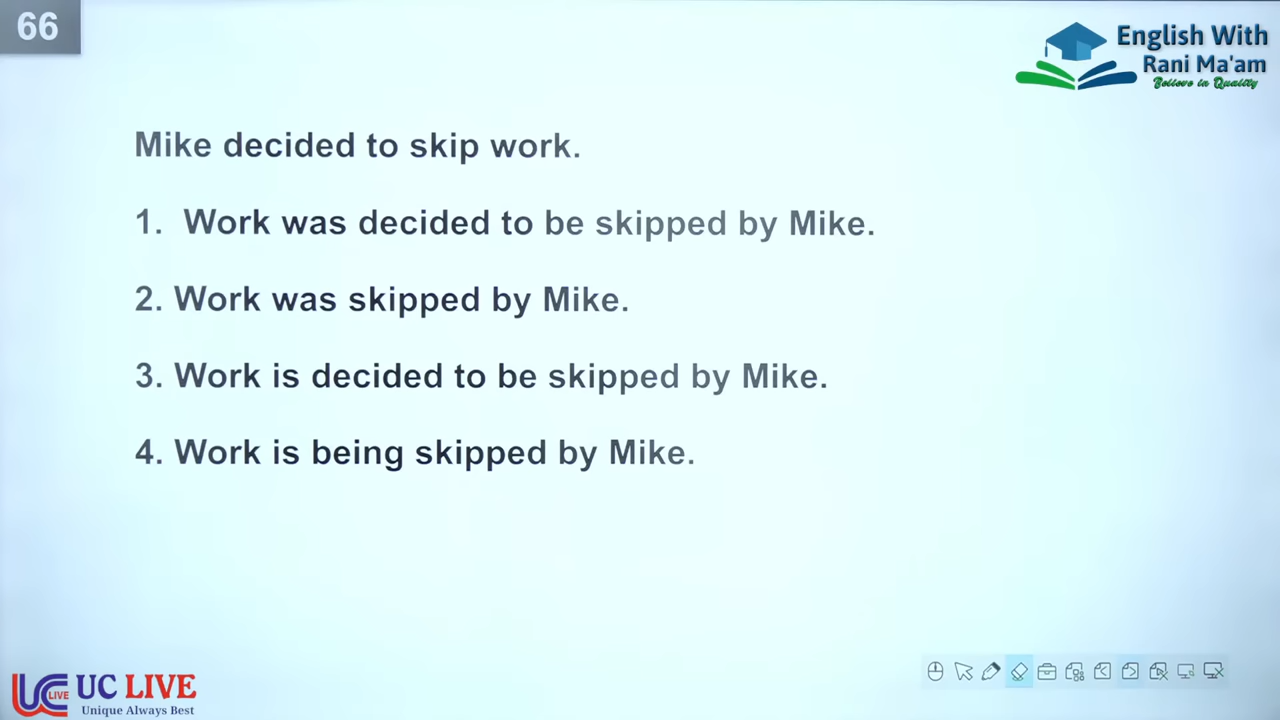 66
English With
Rani Ma'am
Believe in Quality
Mike decided to skip work.
1. Work was decided to be skipped by Mike.
2. Work was skipped by Mike.
3. Work is decided to be skipped by Mike.
4. Work is being skipped by Mike.
LIVE
UC LIVE
Unique Always Best